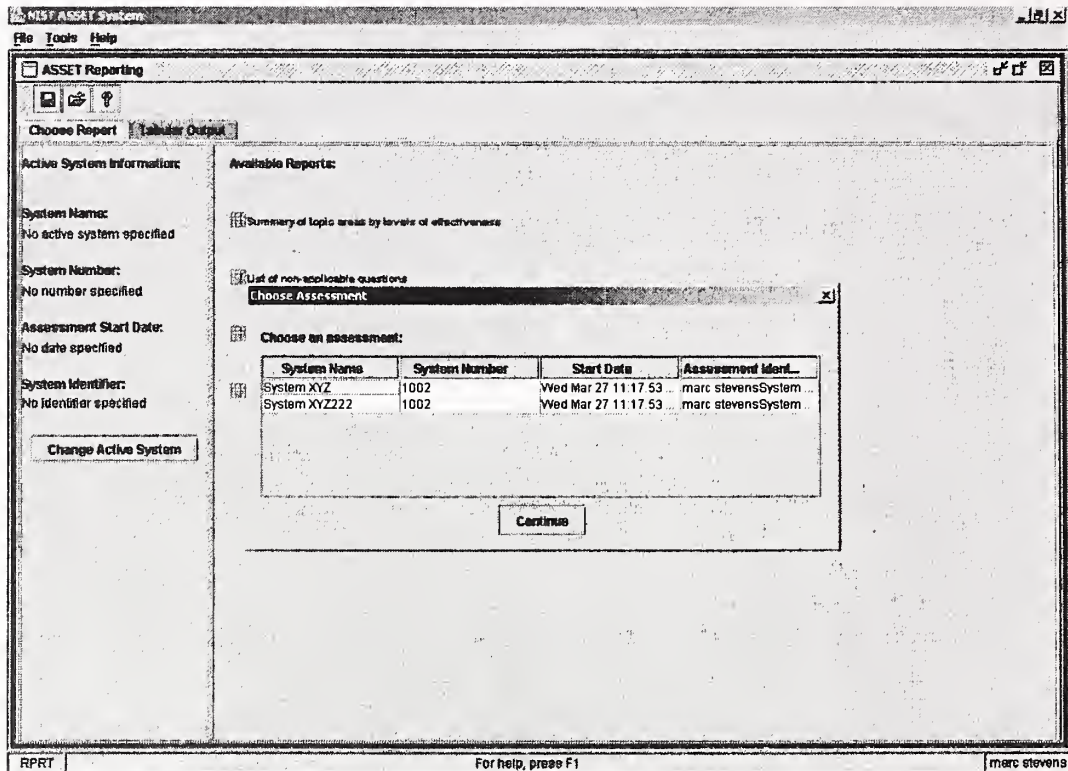 NIST ASSET System
File Tools Help
ASSET Reporting
Choose Report Tabular Output
Active System Information:
System Name:
No active system specified
System Number:
No number specified
Assessment Start Date:
No date specified
System Identifier:
No identifier specified
Change Active System
Available Reports:
Summary of topic areas by levels of effectiveness
List of non-applicable questions
Choose Assessment
Choose an assessment:
System Name System Number Start Date Assessment Ident...
System XYZ 1002 Wed Mar 27 11:17:53 ... marc stevensSystem ...
System XYZ222 1002 Wed Mar 27 11:17:53 ... marc stevensSystem ...
Continue
RPRT For help, press F1 marc stevens